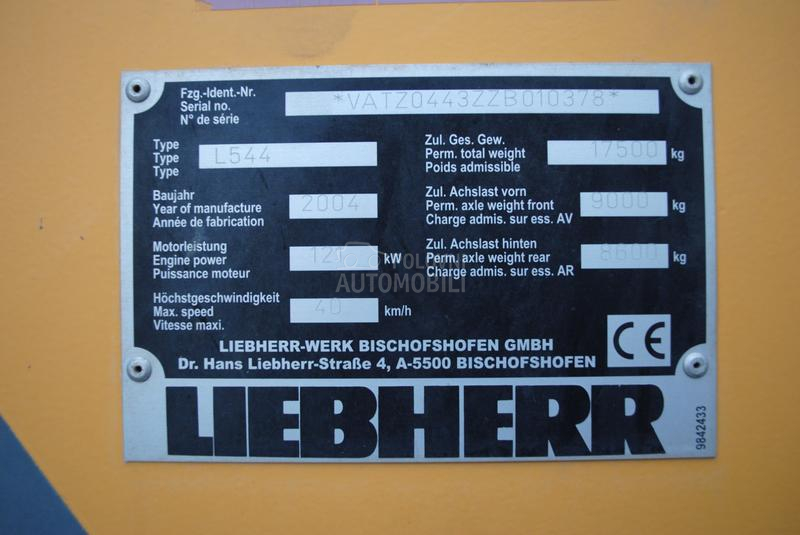 Fzg.-Ident.-Nr.
Serial no. *VATZ0443ZZB010378*
N° de série
Type
Type L544
Type
Zul. Ges. Gew.
Perm. total weight 17500 kg
Poids admissible
Baujahr
Year of manufacture 2004
Année de fabrication
Zul. Achslast vorn
Perm. axle weight front 9000 kg
Charge admis. sur ess. AV
Motorleistung
Engine power 121 kW
Puissance moteur
Zul. Achslast hinten
Perm. axle weight rear 8600 kg
Charge admis. sur ess. AR
Höchstgeschwindigkeit
Max. speed 40 km/h
Vitesse maxi.
LIEBHERR-WERK BISCHOFSHOFEN GMBH
Dr. Hans Liebherr-Straße 4, A-5500 BISCHOFSHOFEN
CE
LIEBHERR
9842433
POLOVNI
AUTOMOBILI